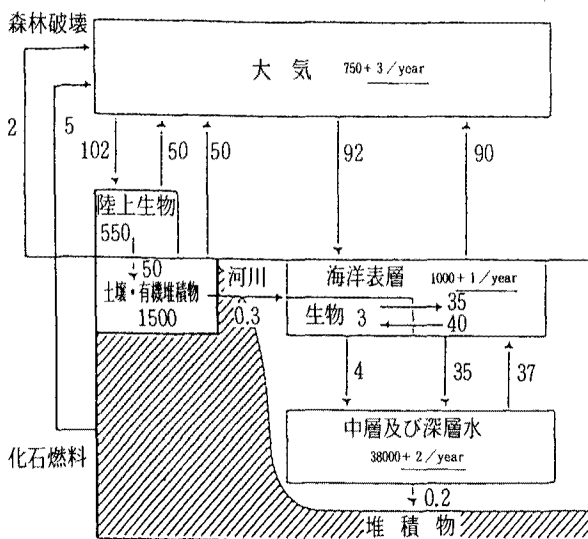 森林破壊
大気 750+3/year
2
5
102
50
50
92
90
陸上生物
550
50
土壌・有機堆積物
1500
河川
0.3
海洋表層 1000+1/year
生物 3
35
40
4
35
37
中層及び深層水
38000+2/year
化石燃料
0.2
堆積物